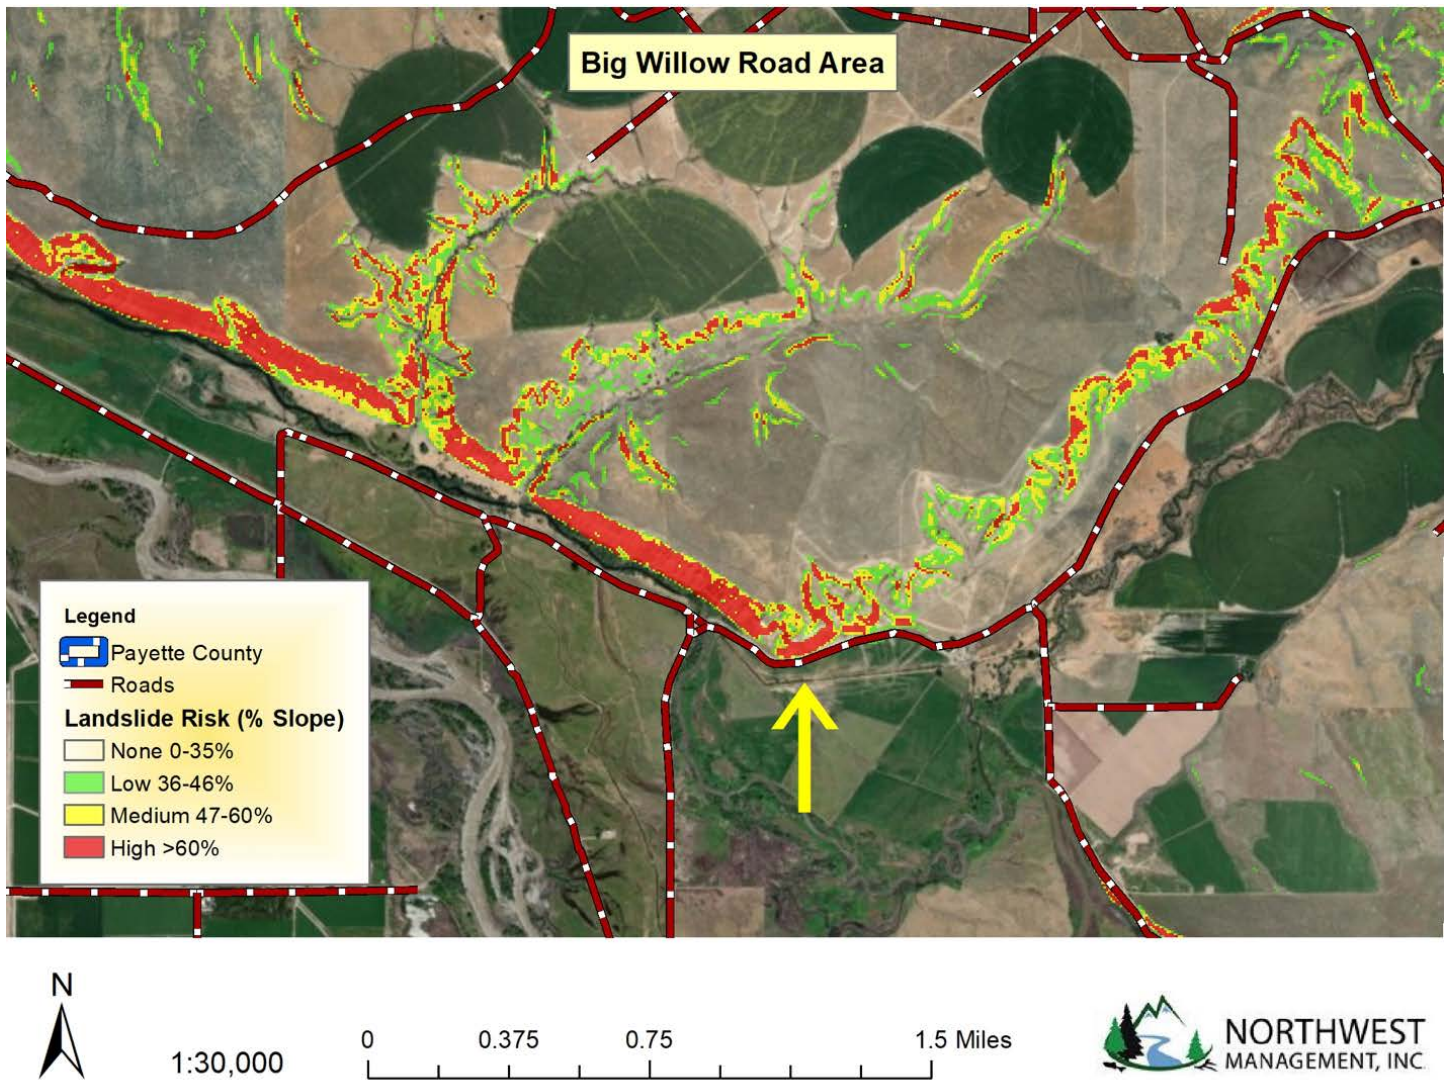 Big Willow Road Area
Legend
Payette County
Roads
Landslide Risk (% Slope)
None 0-35%
Low 36-46%
Medium 47-60%
High >60%
N
1:30,000
0 0.375 0.75 1.5 Miles
NORTHWEST
MANAGEMENT, INC.